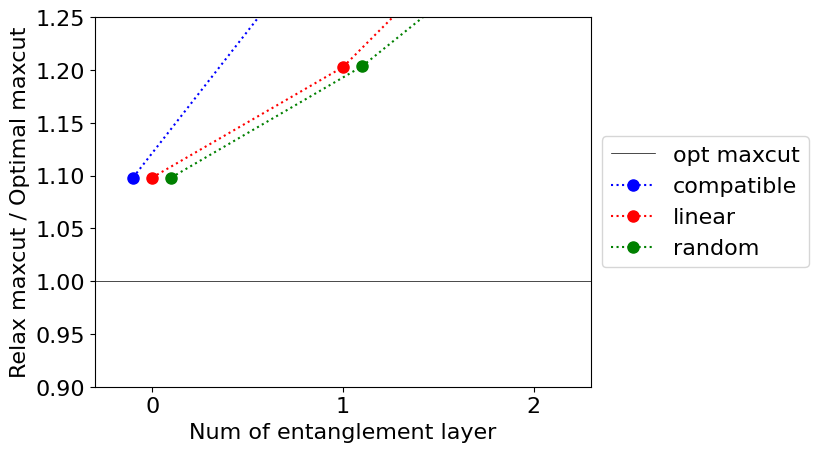 Relax maxcut / Optimal maxcut
1.25
1.20
1.15
1.10
1.05
1.00
0.95
0.90
0
1
2
Num of entanglement layer
opt maxcut
compatible
linear
random